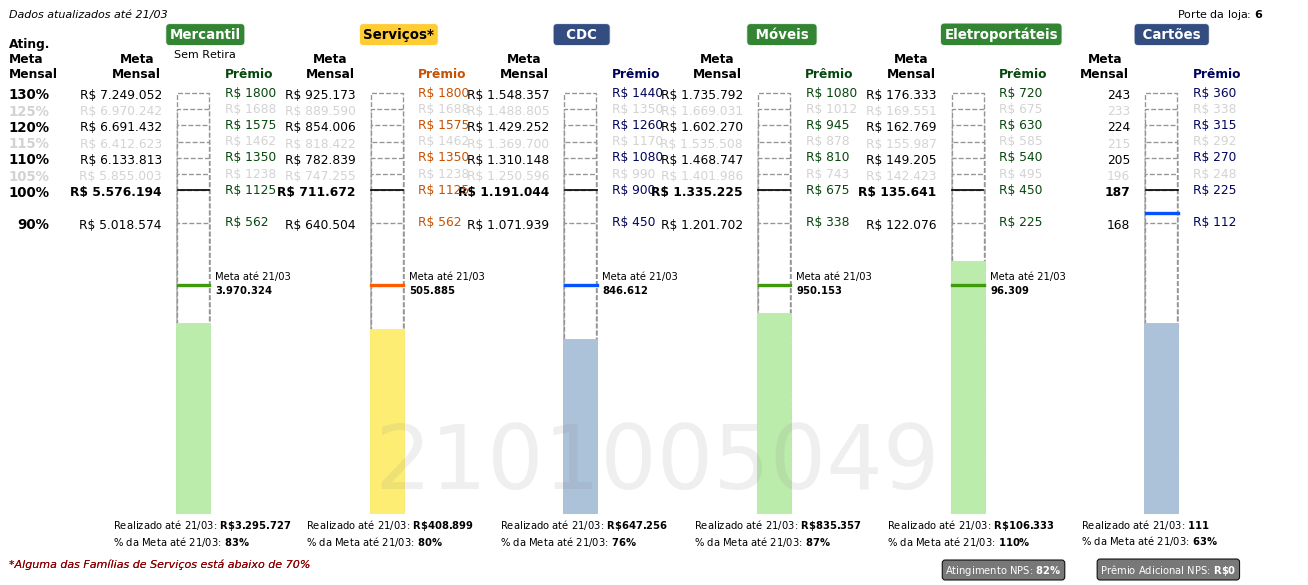 Dados atualizados até 21/03
Porte da loja: 6
Mercantil Serviços* CDC Móveis Eletroportáteis Cartões
Sem Retira
Ating. Meta Mensal
Meta Mensal Prêmio Meta Mensal Prêmio Meta Mensal Prêmio Meta Mensal Prêmio Meta Mensal Prêmio Meta Mensal Prêmio
130% R$ 7.249.052 R$ 1800 R$ 925.173 R$ 1800 R$ 1.548.357 R$ 1440 R$ 1.735.792 R$ 1080 R$ 176.333 R$ 720 243 R$ 360
125% R$ 6.970.242 R$ 1688 R$ 889.590 R$ 1688 R$ 1.488.805 R$ 1350 R$ 1.669.031 R$ 1012 R$ 169.551 R$ 675 233 R$ 338
120% R$ 6.691.432 R$ 1575 R$ 854.006 R$ 1575 R$ 1.429.252 R$ 1260 R$ 1.602.270 R$ 945 R$ 162.769 R$ 630 224 R$ 315
115% R$ 6.412.623 R$ 1462 R$ 818.422 R$ 1462 R$ 1.369.700 R$ 1170 R$ 1.535.508 R$ 878 R$ 155.987 R$ 585 215 R$ 292
110% R$ 6.133.813 R$ 1350 R$ 782.839 R$ 1350 R$ 1.310.148 R$ 1080 R$ 1.468.747 R$ 810 R$ 149.205 R$ 540 205 R$ 270
105% R$ 5.855.003 R$ 1238 R$ 747.255 R$ 1238 R$ 1.250.596 R$ 990 R$ 1.401.986 R$ 743 R$ 142.423 R$ 495 196 R$ 248
100% R$ 5.576.194 R$ 1125 R$ 711.672 R$ 1125 R$ 1.191.044 R$ 900 R$ 1.335.225 R$ 675 R$ 135.641 R$ 450 187 R$ 225
90% R$ 5.018.574 R$ 562 R$ 640.504 R$ 562 R$ 1.071.939 R$ 450 R$ 1.201.702 R$ 338 R$ 122.076 R$ 225 168 R$ 112
Meta até 21/03 Meta até 21/03 Meta até 21/03 Meta até 21/03 Meta até 21/03
3.970.324 505.885 846.612 950.153 96.309
2101005049
Realizado até 21/03: R$3.295.727 Realizado até 21/03: R$408.899 Realizado até 21/03: R$647.256 Realizado até 21/03: R$835.357 Realizado até 21/03: R$106.333 Realizado até 21/03: 111
% da Meta até 21/03: 83% % da Meta até 21/03: 80% % da Meta até 21/03: 76% % da Meta até 21/03: 87% % da Meta até 21/03: 110% % da Meta até 21/03: 63%
*Alguma das Famílias de Serviços está abaixo de 70%
Atingimento NPS: 82% Prêmio Adicional NPS: R$0